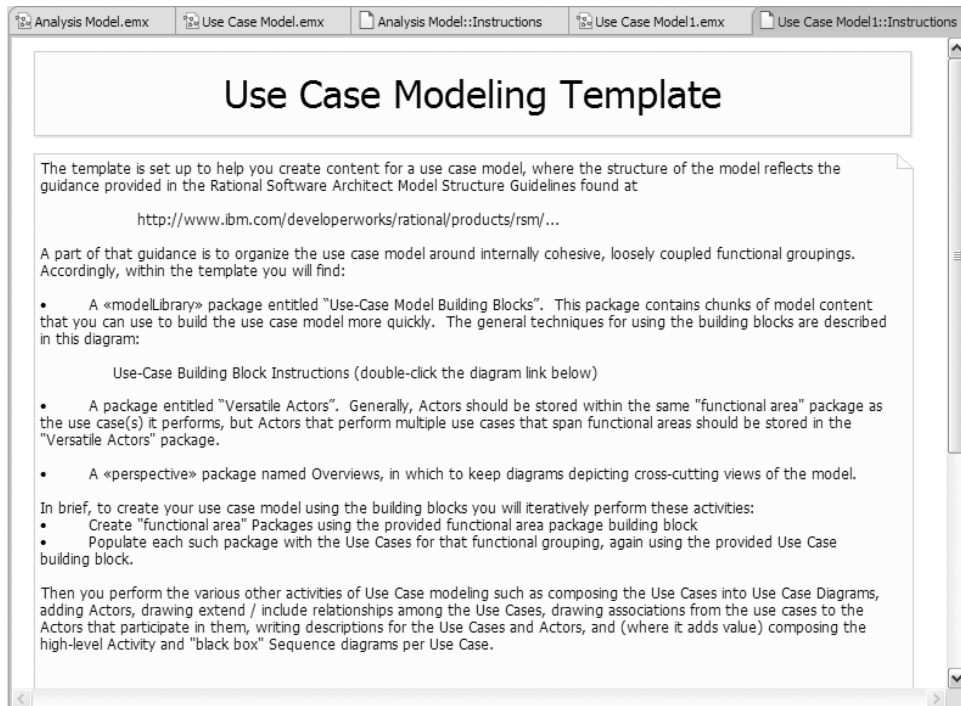 Analysis Model.emx Use Case Model.emx Analysis Model::Instructions Use Case Model1.emx Use Case Model1::Instructions
Use Case Modeling Template
The template is set up to help you create content for a use case model, where the structure of the model reflects the
guidance provided in the Rational Software Architect Model Structure Guidelines found at
http://www.ibm.com/developerworks/rational/products/rsm/...
A part of that guidance is to organize the use case model around internally cohesive, loosely coupled functional groupings.
Accordingly, within the template you will find:
• A «modelLibrary» package entitled “Use-Case Model Building Blocks”. This package contains chunks of model content
that you can use to build the use case model more quickly. The general techniques for using the building blocks are described
in this diagram:
Use-Case Building Block Instructions (double-click the diagram link below)
• A package entitled “Versatile Actors”. Generally, Actors should be stored within the same "functional area" package as
the use case(s) it performs, but Actors that perform multiple use cases that span functional areas should be stored in the
"Versatile Actors" package.
• A «perspective» package named Overviews, in which to keep diagrams depicting cross-cutting views of the model.
In brief, to create your use case model using the building blocks you will iteratively perform these activities:
• Create "functional area" Packages using the provided functional area package building block
• Populate each such package with the Use Cases for that functional grouping, again using the provided Use Case
building block.
Then you perform the various other activities of Use Case modeling such as composing the Use Cases into Use Case Diagrams,
adding Actors, drawing extend / include relationships among the Use Cases, drawing associations from the use cases to the
Actors that participate in them, writing descriptions for the Use Cases and Actors, and (where it adds value) composing the
high-level Activity and "black box" Sequence diagrams per Use Case.